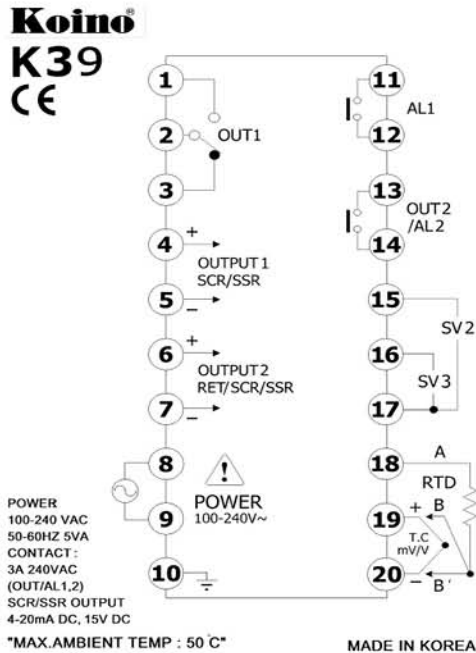 Koino®
K39
CE
1
2
3
OUT1
4
+
OUTPUT1
SCR/SSR
5
−
6
+
OUTPUT2
RET/SCR/SSR
7
−
8
9
10
POWER
100-240V~
11
12
AL1
13
14
OUT2
/AL2
15
16
17
SV2
SV3
18
A
RTD
19
+
B
T.C
mV/V
20
−
B'
POWER
100-240 VAC
50-60HZ 5VA
CONTACT :
3A 240VAC
(OUT/AL1,2)
SCR/SSR OUTPUT
4-20mA DC, 15V DC
"MAX.AMBIENT TEMP : 50°C"
MADE IN KOREA